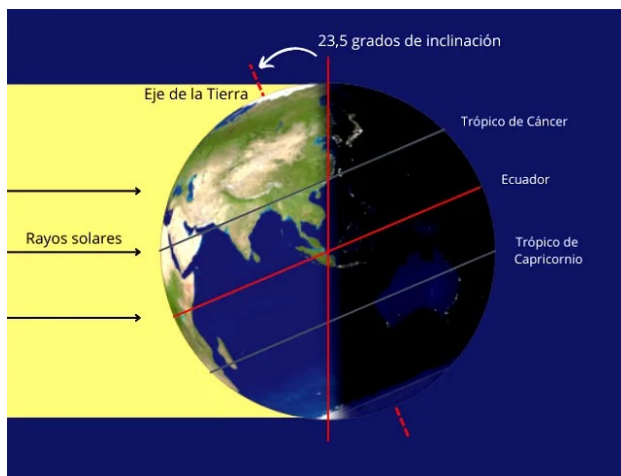 23,5 grados de inclinación
Eje de la Tierra
Trópico de Cáncer
Ecuador
Rayos solares
Trópico de
Capricornio